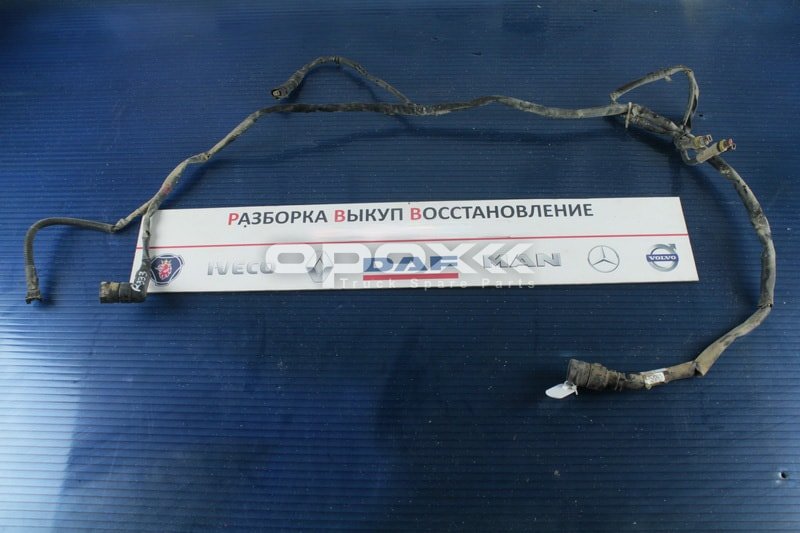 РАЗБОРКА ВЫКУП ВОССТАНОВЛЕНИЕ
IVECO DAF MAN VOLVO
Truck Spare Parts